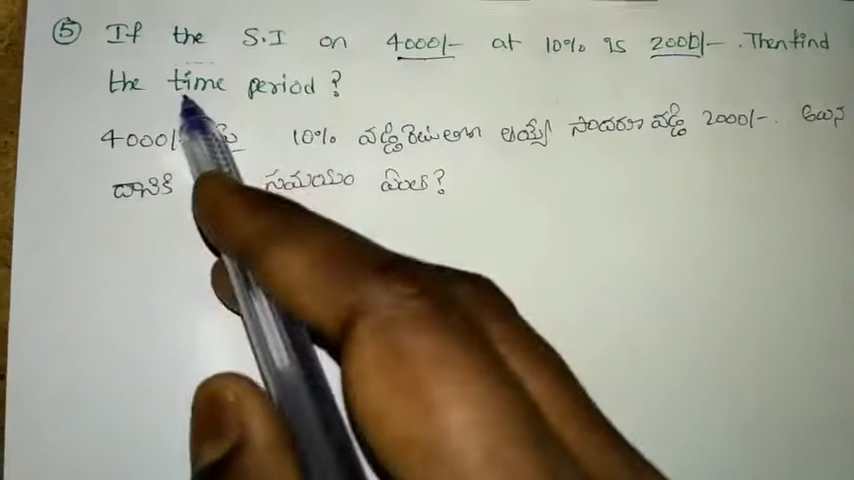 ⑤ If the S.I on 4000/- at 10% is 2000/-. Then find
the time period?
4000/- పై 10% వడ్డీ రేటు అయ్యే సాధారణ వడ్డీ 2000/-. అయిన
దానికి సమయం ఎంత?